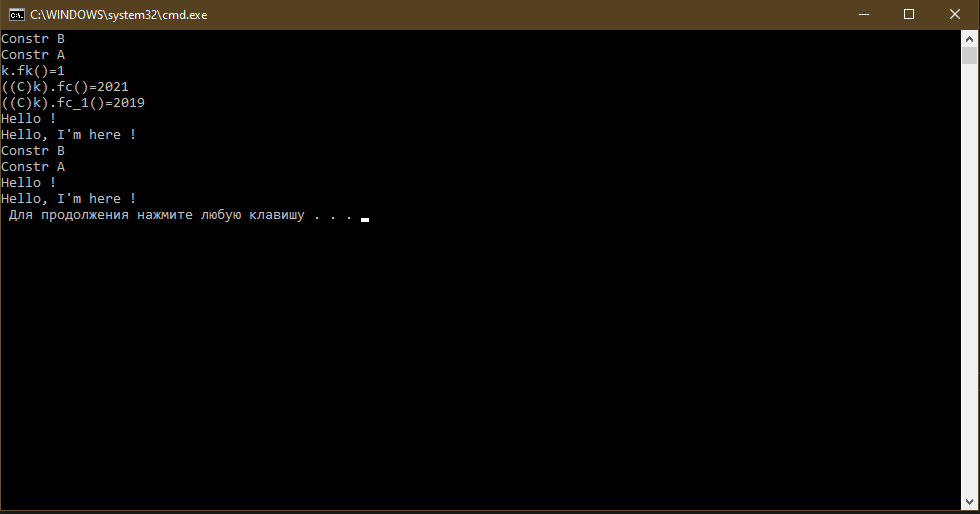 C:\WINDOWS\system32\cmd.exe
Constr B
Constr A
k.fk()=1
((C)k).fc()=2021
((C)k).fc_1()=2019
Hello !
Hello, I'm here !
Constr B
Constr A
Hello !
Hello, I'm here !
Для продолжения нажмите любую клавишу . . .